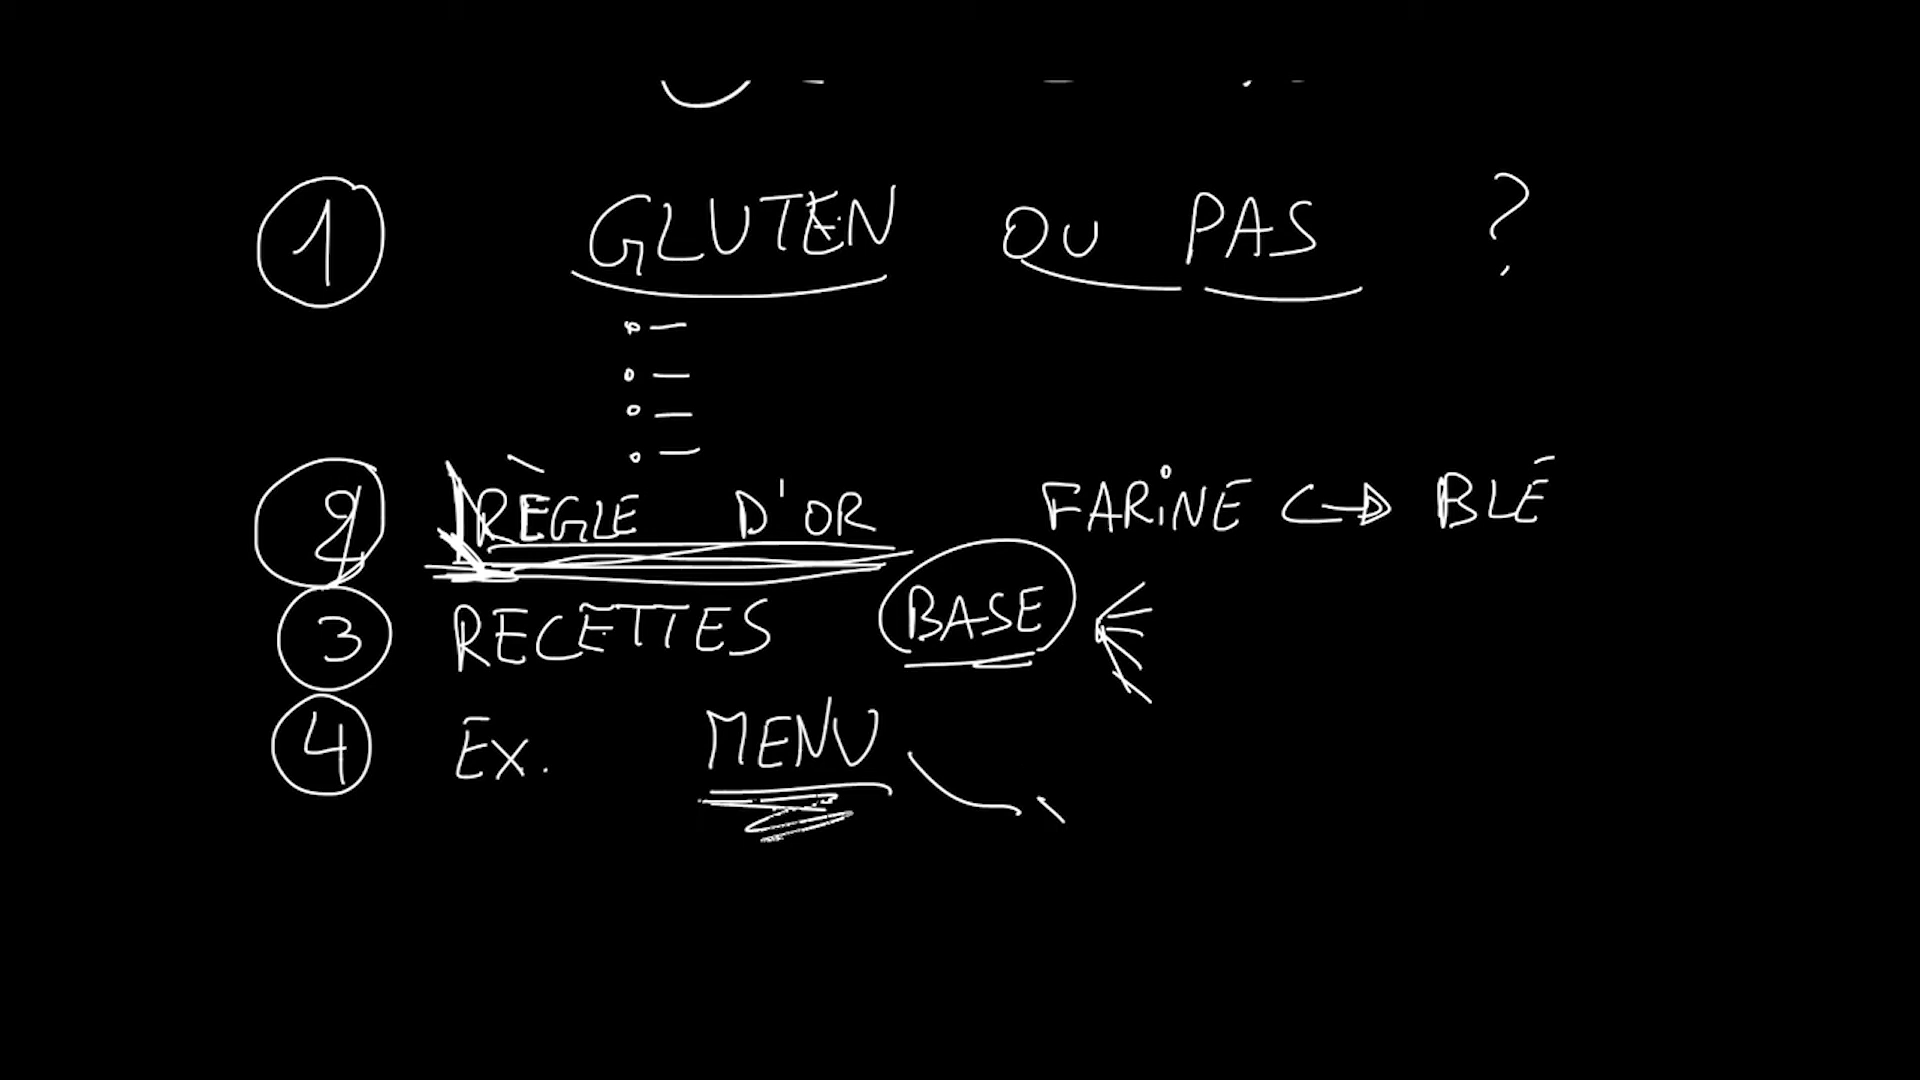 1 GLUTEN OU PAS ?
2 RÈGLE D'OR FARINE BLÉ
3 RECETTES BASE
4 EX. MENU